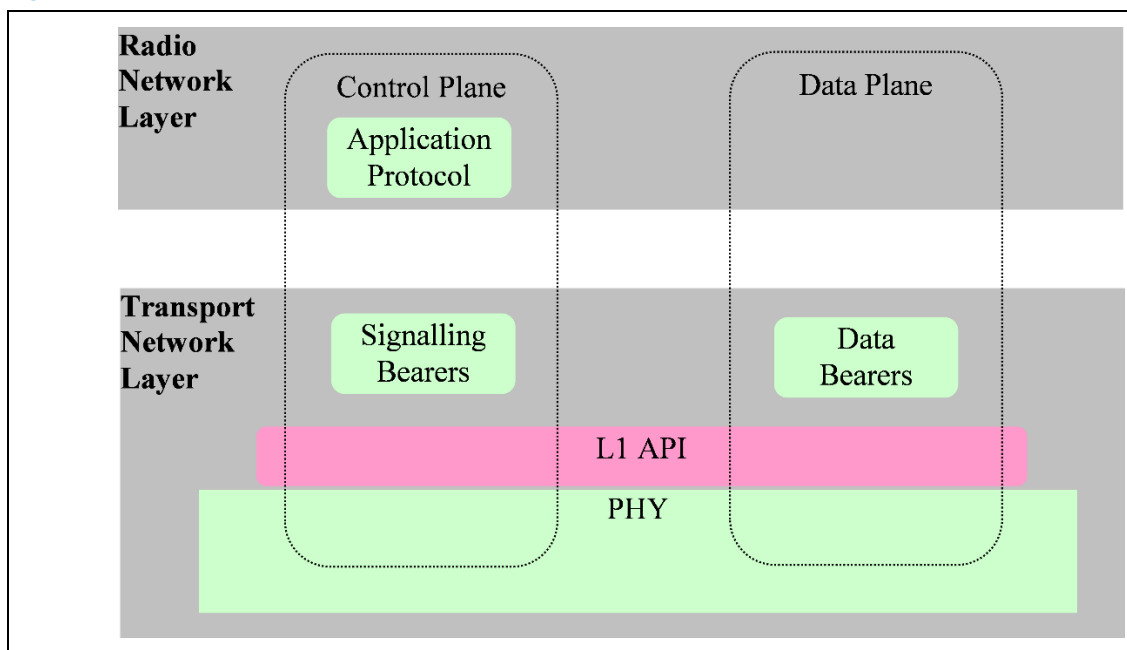 Radio
Network
Layer
Control Plane
Data Plane
Application
Protocol
Transport
Network
Layer
Signalling
Bearers
Data
Bearers
L1 API
PHY